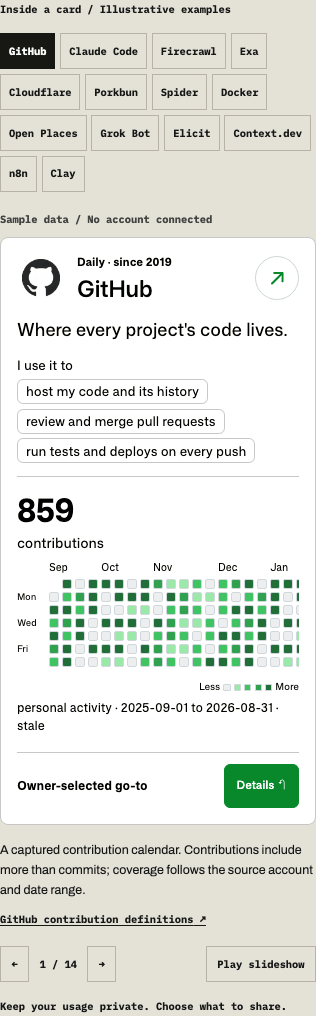 Inside a card / Illustrative examples
GitHub Claude Code Firecrawl Exa
Cloudflare Porkbun Spider Docker
Open Places Grok Bot Elicit Context.dev
n8n Clay
Sample data / No account connected
Daily · since 2019
GitHub
Where every project's code lives.
I use it to
host my code and its history
review and merge pull requests
run tests and deploys on every push
859
contributions
Sep Oct Nov Dec Jan
Mon
Wed
Fri
Less More
personal activity · 2025-09-01 to 2026-08-31 ·
stale
Owner-selected go-to
Details
A captured contribution calendar. Contributions include
more than commits; coverage follows the source account
and date range.
GitHub contribution definitions ↗
← 1 / 14 → Play slideshow
Keep your usage private. Choose what to share.